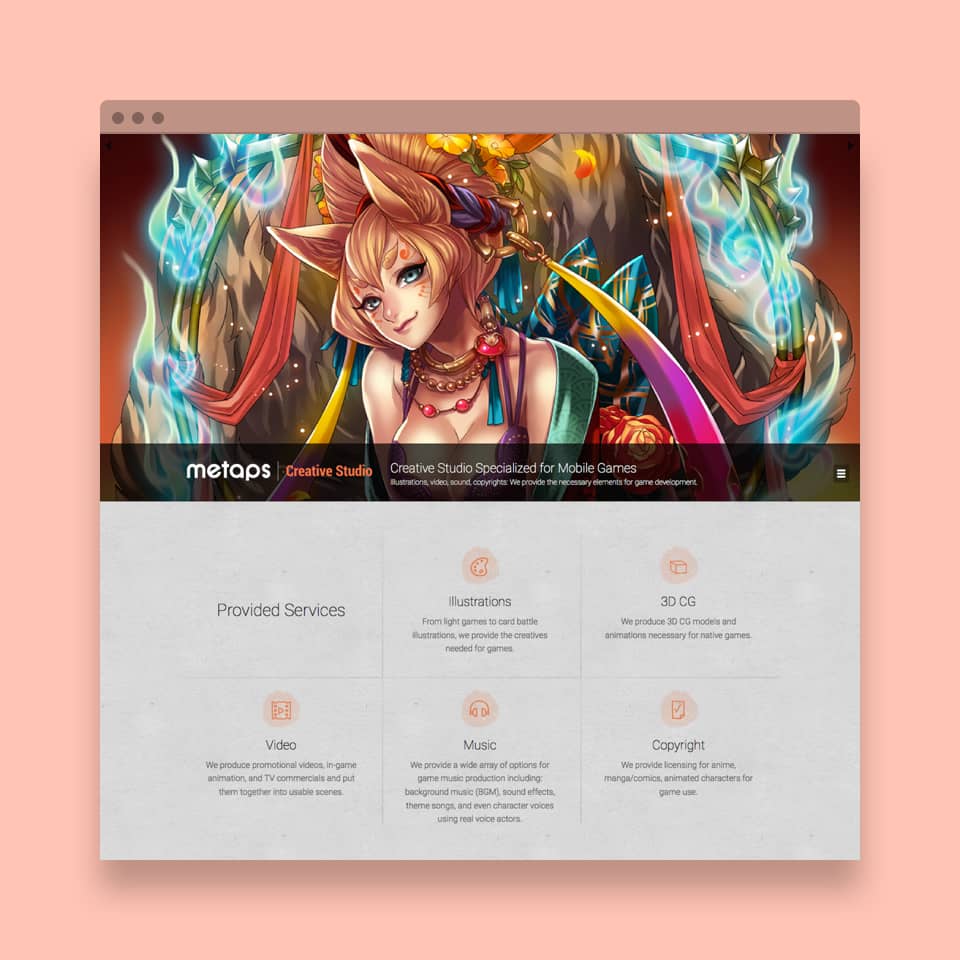 metaps | Creative Studio
Creative Studio Specialized for Mobile Games
Illustrations, video, sound, copyrights: We provide the necessary elements for game development.
Provided Services
Illustrations
From light games to card battle
illustrations, we provide the creatives
needed for games.
3D CG
We produce 3D CG models and
animations necessary for native games.
Video
We produce promotional videos, in-game
animation, and TV commercials and put
them together into usable scenes.
Music
We provide a wide array of options for
game music production including:
background music (BGM), sound effects,
theme songs, and even character voices
using real voice actors.
Copyright
We provide licensing for anime,
manga/comics, animated characters for
game use.